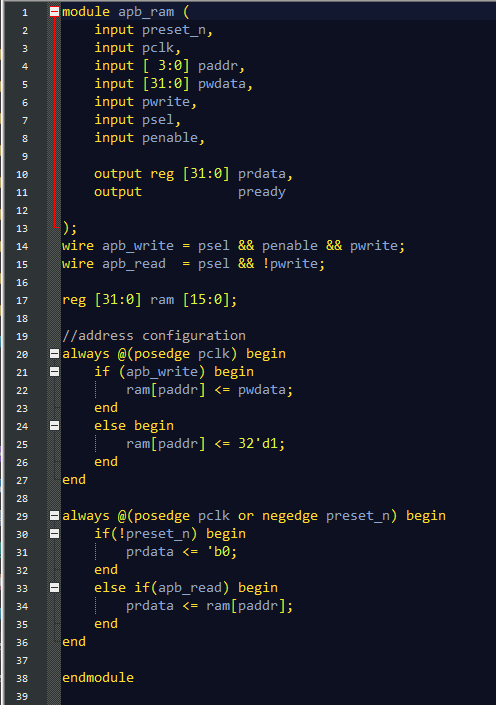 1 module apb_ram (
2     input preset_n,
3     input pclk,
4     input [ 3:0] paddr,
5     input [31:0] pwdata,
6     input pwrite,
7     input psel,
8     input penable,
9
10     output reg [31:0] prdata,
11     output            pready
12
13 );
14 wire apb_write = psel && penable && pwrite;
15 wire apb_read  = psel && !pwrite;
16
17 reg [31:0] ram [15:0];
18
19 //address configuration
20 always @(posedge pclk) begin
21     if (apb_write) begin
22         ram[paddr] <= pwdata;
23     end
24     else begin
25         ram[paddr] <= 32'd1;
26     end
27 end
28
29 always @(posedge pclk or negedge preset_n) begin
30     if(!preset_n) begin
31         prdata <= 'b0;
32     end
33     else if(apb_read) begin
34         prdata <= ram[paddr];
35     end
36 end
37
38 endmodule
39